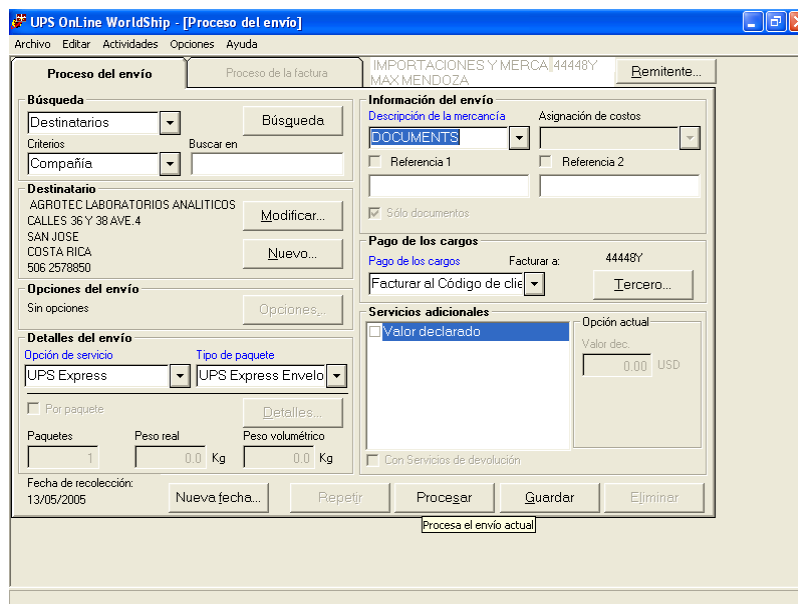 UPS OnLine WorldShip - [Proceso del envío]
Archivo Editar Actividades Opciones Ayuda
Proceso del envío
Proceso de la factura
IMPORTACIONES Y MERCA 44448Y
MAX MENDOZA
Remitente...
Búsqueda
Destinatarios
Búsqueda
Criterios
Buscar en
Compañía
Destinatario
AGROTEC LABORATORIOS ANALITICOS
CALLES 36 Y 38 AVE.4
SAN JOSE
COSTA RICA
506 2578850
Modificar...
Nuevo...
Opciones del envío
Sin opciones
Opciones...
Detalles del envío
Opción de servicio
Tipo de paquete
UPS Express
UPS Express Envelo
Por paquete
Detalles...
Paquetes
Peso real
Peso volumétrico
1
0.0 Kg
0.0 Kg
Información del envío
Descripción de la mercancía
Asignación de costos
DOCUMENTS
Referencia 1
Referencia 2
Sólo documentos
Pago de los cargos
Pago de los cargos
Facturar a:
44448Y
Facturar al Código de clie
Tercero...
Servicios adicionales
Valor declarado
Opción actual
Valor dec.
0.00 USD
Con Servicios de devolución
Fecha de recolección:
13/05/2005
Nueva fecha...
Repetir
Procesar
Guardar
Eliminar
Procesa el envío actual